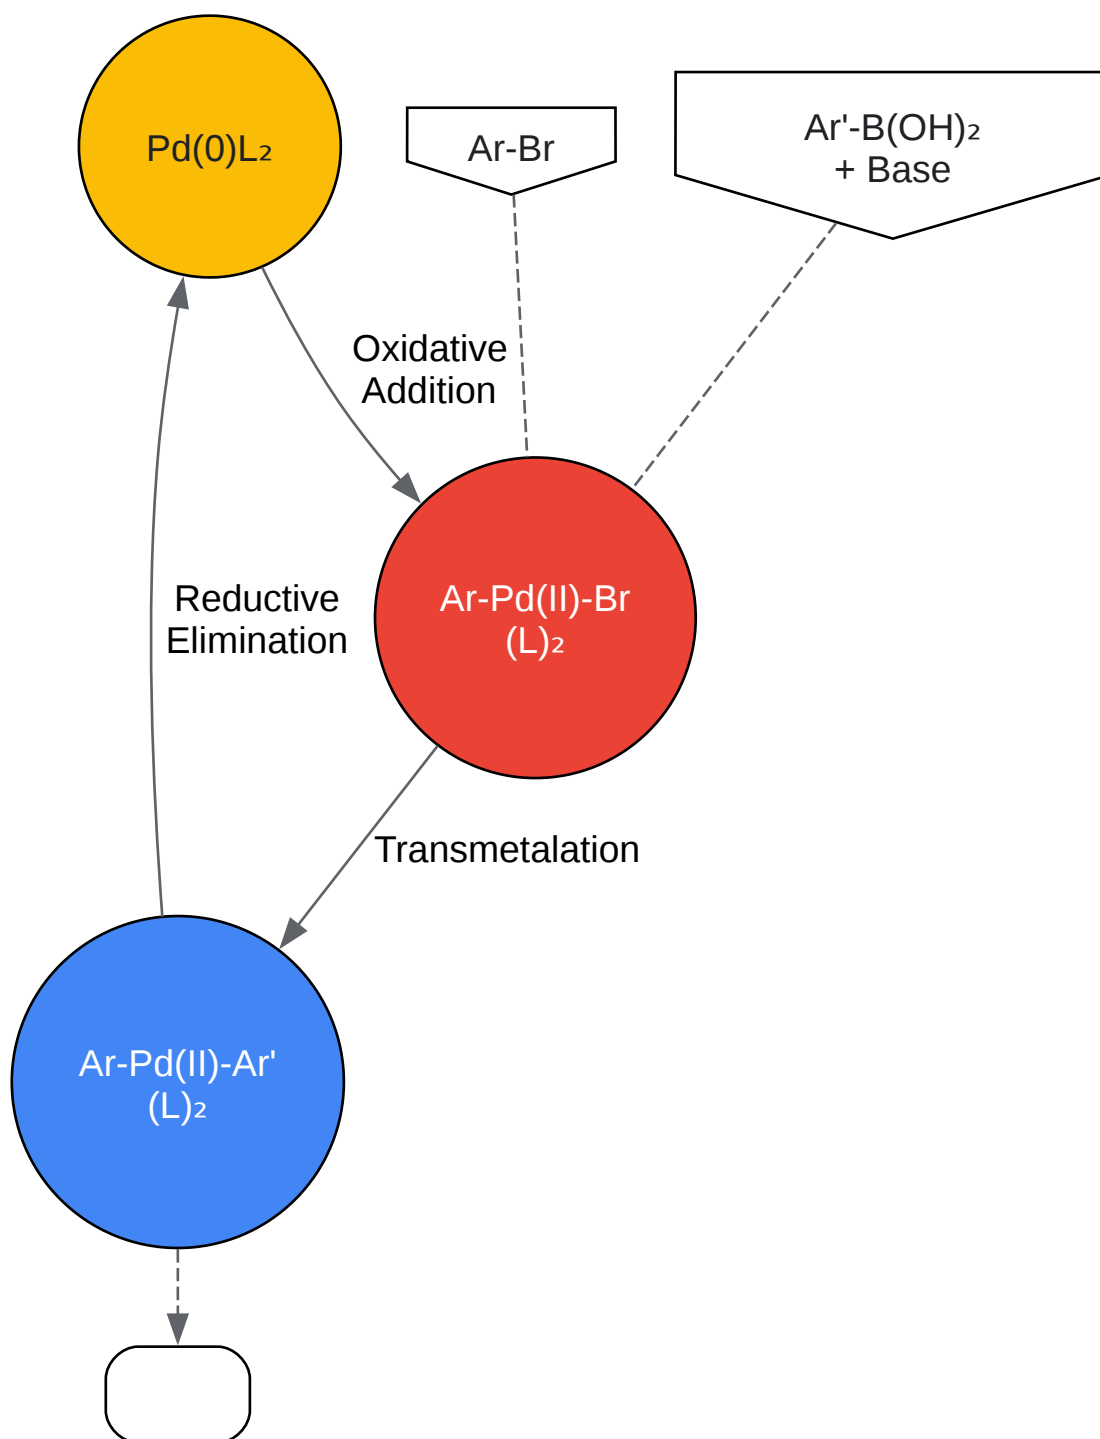 Pd(0)L₂
Ar-Br
Ar'-B(OH)₂
+ Base
Oxidative
Addition
Ar-Pd(II)-Br
(L)₂
Reductive
Elimination
Transmetalation
Ar-Pd(II)-Ar'
(L)₂